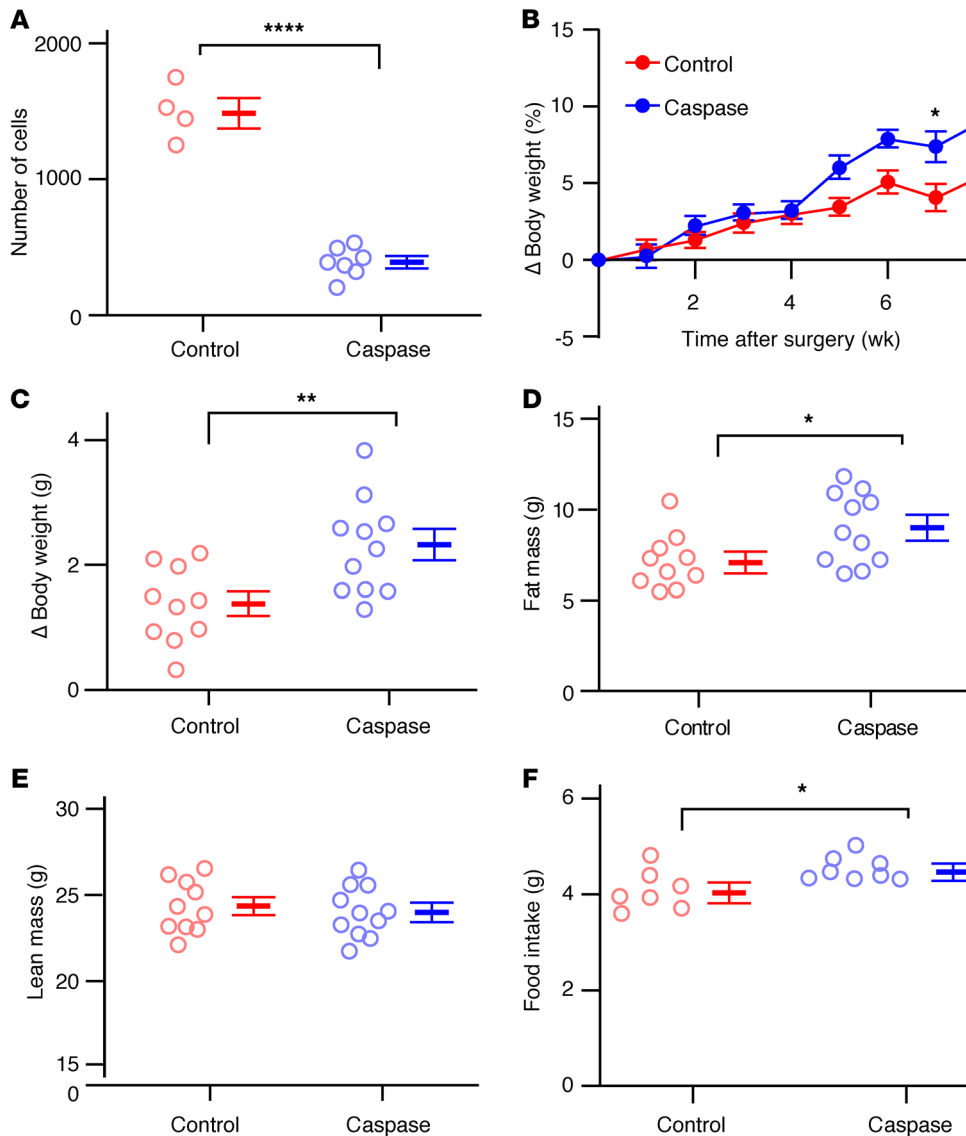 A
Number of cells
2000
1000
0
****
Control
Caspase
B
Δ Body weight (%)
15
10
5
0
-5
Control
Caspase
*
2
4
6
Time after surgery (wk)
C
Δ Body weight (g)
4
2
0
**
Control
Caspase
D
Fat mass (g)
15
10
5
0
*
Control
Caspase
E
Lean mass (g)
30
25
20
15
0
Control
Caspase
F
Food intake (g)
6
4
2
0
*
Control
Caspase